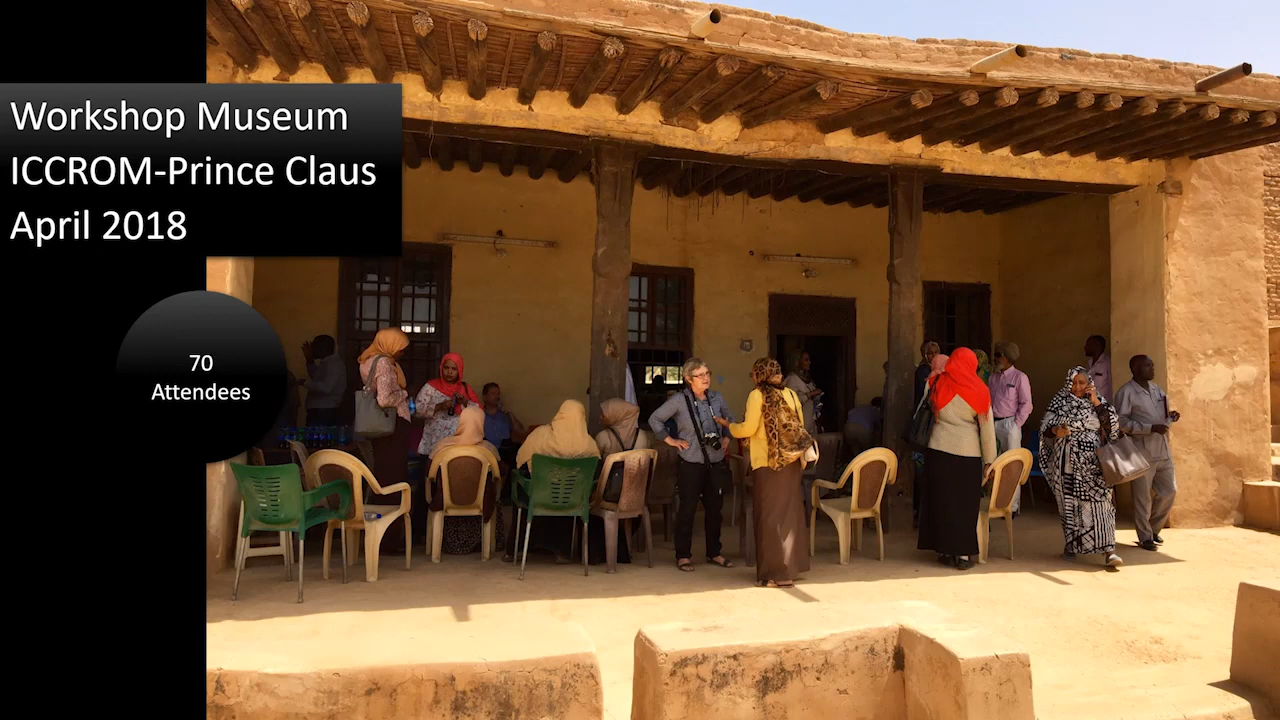 Workshop Museum
ICCROM-Prince Claus
April 2018
70
Attendees